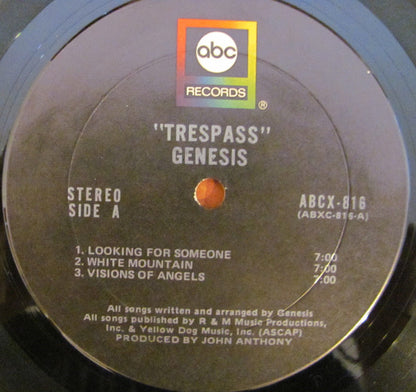 abc
RECORDS
®
"TRESPASS"
GENESIS
STEREO
SIDE A
ABCX-816
(ABXC-816-A)
1. LOOKING FOR SOMEONE 7:00
2. WHITE MOUNTAIN 7:00
3. VISIONS OF ANGELS 7:00
All songs written and arranged by Genesis
All songs published by R & M Music Productions,
Inc. & Yellow Dog Music, Inc. (ASCAP)
PRODUCED BY JOHN ANTHONY